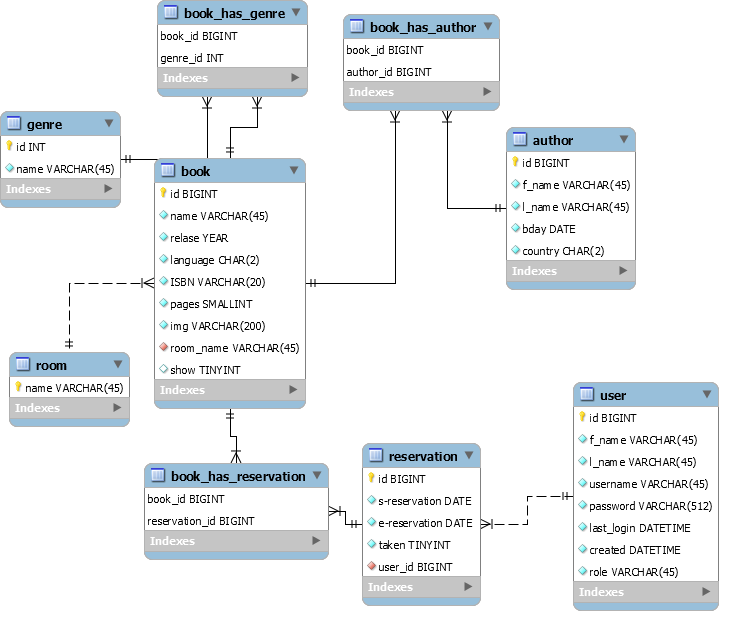 book_has_genre
book_id BIGINT
genre_id INT
Indexes
book_has_author
book_id BIGINT
author_id BIGINT
Indexes
genre
id INT
name VARCHAR(45)
Indexes
author
id BIGINT
f_name VARCHAR(45)
l_name VARCHAR(45)
bday DATE
country CHAR(2)
Indexes
book
id BIGINT
name VARCHAR(45)
relase YEAR
language CHAR(2)
ISBN VARCHAR(20)
pages SMALLINT
img VARCHAR(200)
room_name VARCHAR(45)
show TINYINT
Indexes
room
name VARCHAR(45)
Indexes
book_has_reservation
book_id BIGINT
reservation_id BIGINT
Indexes
reservation
id BIGINT
s-reservation DATE
e-reservation DATE
taken TINYINT
user_id BIGINT
Indexes
user
id BIGINT
f_name VARCHAR(45)
l_name VARCHAR(45)
username VARCHAR(45)
password VARCHAR(512)
last_login DATETIME
created DATETIME
role VARCHAR(45)
Indexes